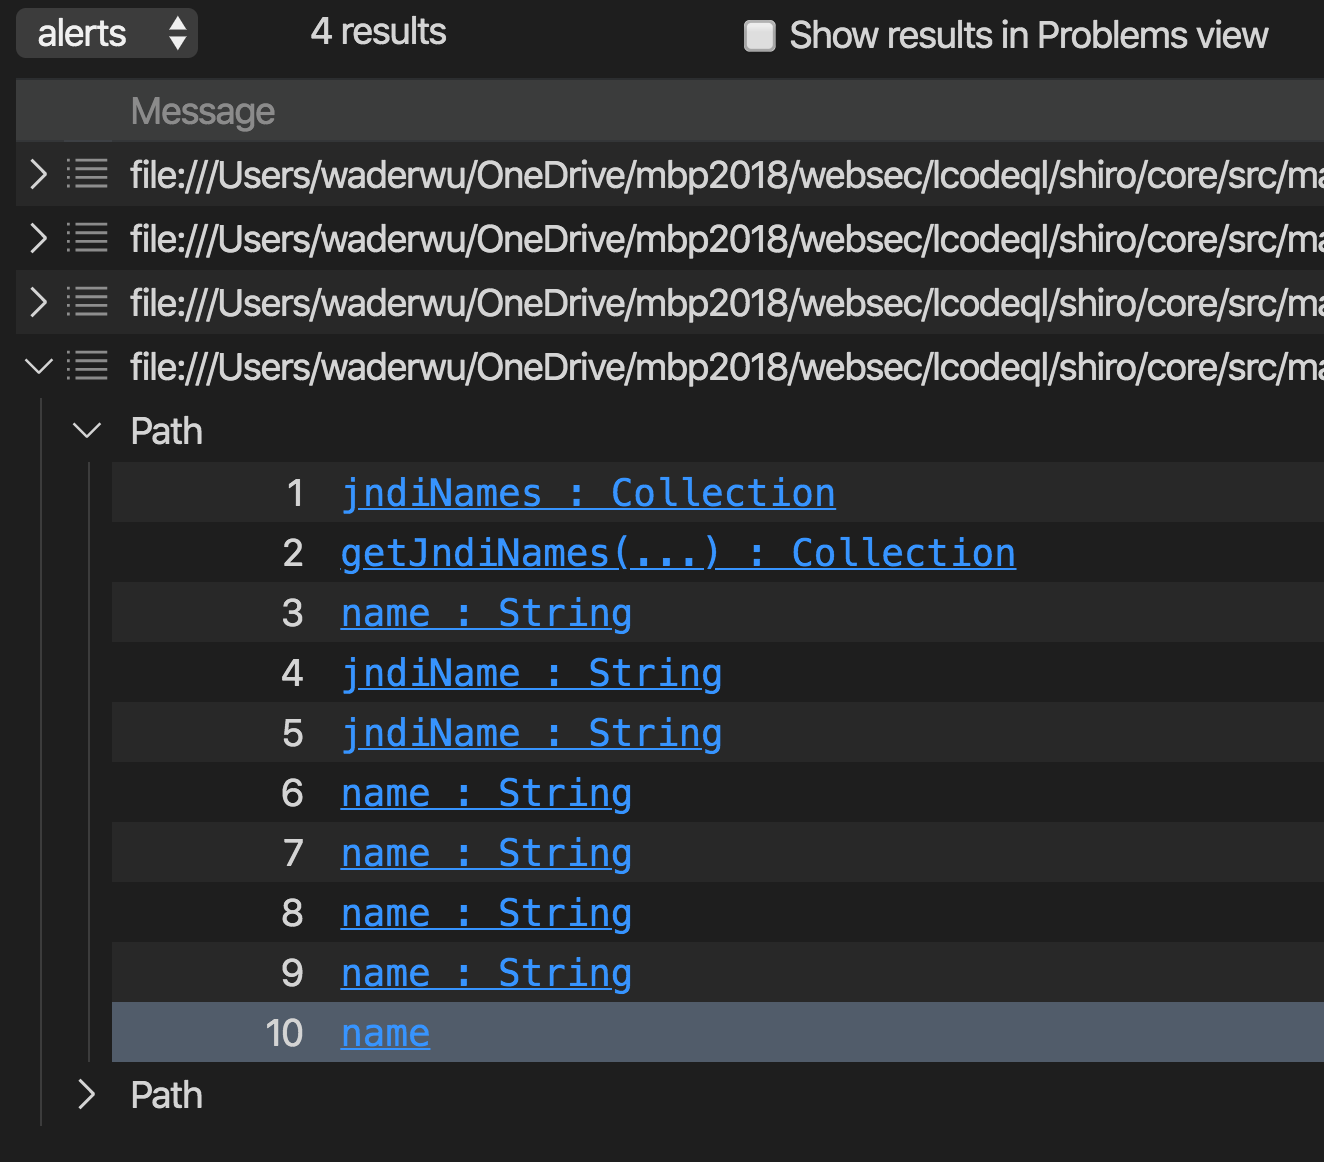 alerts 4 results Show results in Problems view
Message
file:///Users/waderwu/OneDrive/mbp2018/websec/lcodeql/shiro/core/src/ma
file:///Users/waderwu/OneDrive/mbp2018/websec/lcodeql/shiro/core/src/ma
file:///Users/waderwu/OneDrive/mbp2018/websec/lcodeql/shiro/core/src/ma
file:///Users/waderwu/OneDrive/mbp2018/websec/lcodeql/shiro/core/src/ma
Path
1 jndiNames : Collection
2 getJndiNames(...) : Collection
3 name : String
4 jndiName : String
5 jndiName : String
6 name : String
7 name : String
8 name : String
9 name : String
10 name
Path